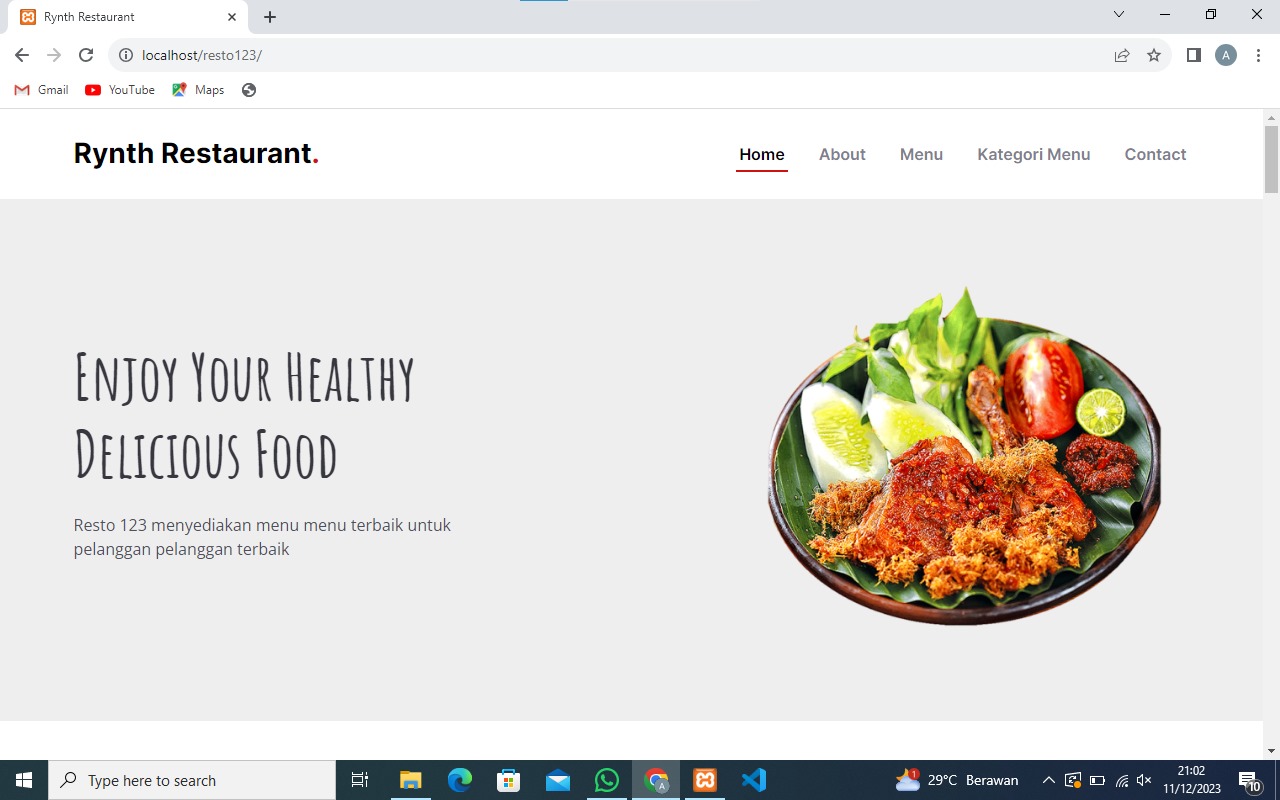 Rynth Restaurant
localhost/resto123/
A
Gmail
YouTube
Maps
Rynth Restaurant.
Home
About
Menu
Kategori Menu
Contact
Enjoy Your Healthy
Delicious Food
Resto 123 menyediakan menu menu terbaik untuk
pelanggan pelanggan terbaik
Type here to search
A
1
29°C Berawan
21:02
11/12/2023
10